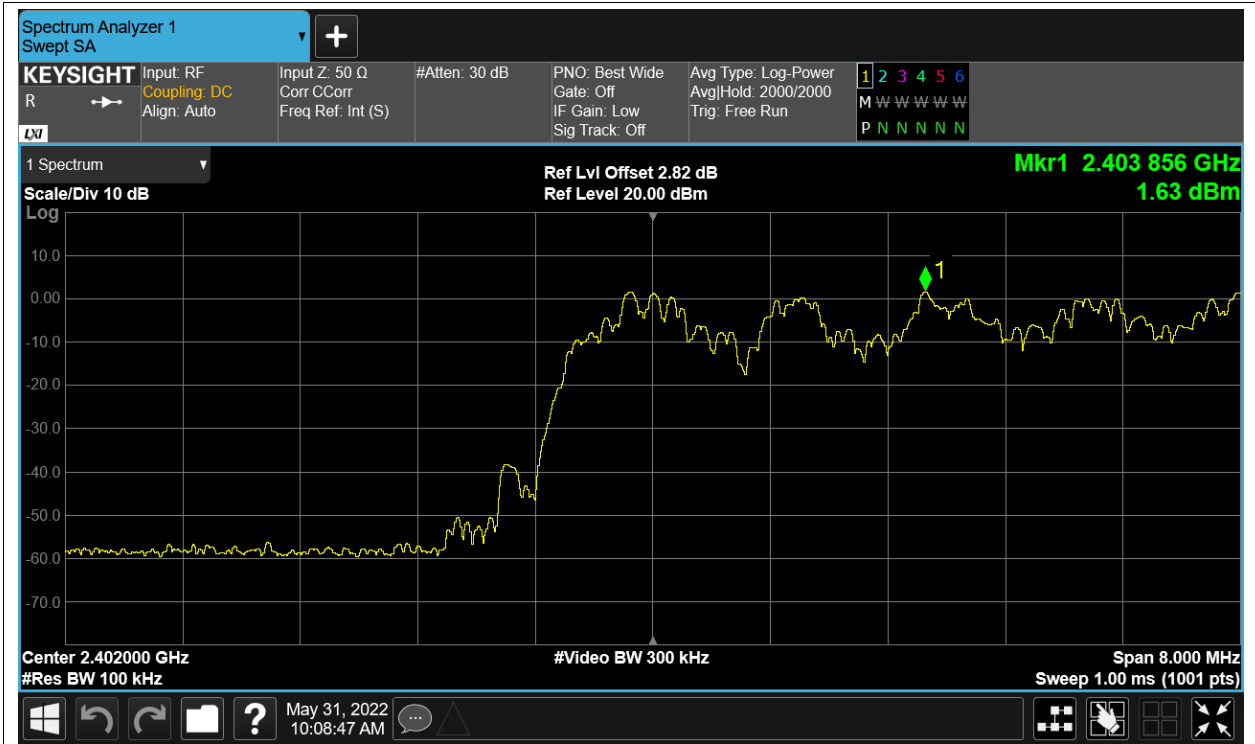 Spectrum Analyzer 1
Swept SA
KEYSIGHT
R
LXI
Input: RF
Coupling: DC
Align: Auto
Input Z: 50 Ω
Corr CCorr
Freq Ref: Int (S)
#Atten: 30 dB
PNO: Best Wide
Gate: Off
IF Gain: Low
Sig Track: Off
Avg Type: Log-Power
Avg|Hold: 2000/2000
Trig: Free Run
1 2 3 4 5 6
M W W W W W W
P N N N N N
1 Spectrum
Scale/Div 10 dB
Log
Ref Lvl Offset 2.82 dB
Ref Level 20.00 dBm
Mkr1 2.403 856 GHz
1.63 dBm
10.0
0.00
-10.0
-20.0
-30.0
-40.0
-50.0
-60.0
-70.0
1
Center 2.402000 GHz
#Res BW 100 kHz
#Video BW 300 kHz
Span 8.000 MHz
Sweep 1.00 ms (1001 pts)
?
May 31, 2022
10:08:47 AM